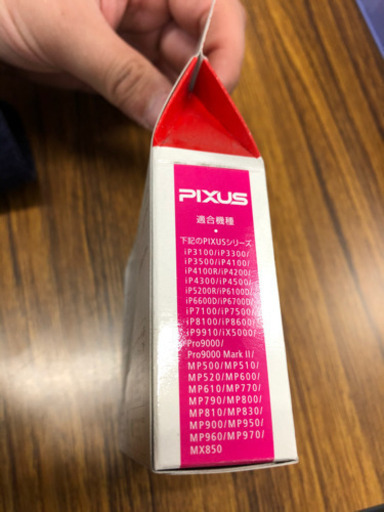 PIXUS
適合機種
●
下記のPIXUSシリーズ
iP3100/iP3300/
iP3500/iP4100/
iP4100R/iP4200/
iP4300/iP4500/
iP5200R/iP6100D/
iP6600D/iP6700D/
iP7100/iP7500/
iP8100/iP8600/
iP9910/iX5000/
Pro9000/
Pro9000 Mark II/
MP500/MP510/
MP520/MP600/
MP610/MP770/
MP790/MP800/
MP810/MP830/
MP900/MP950/
MP960/MP970/
MX850